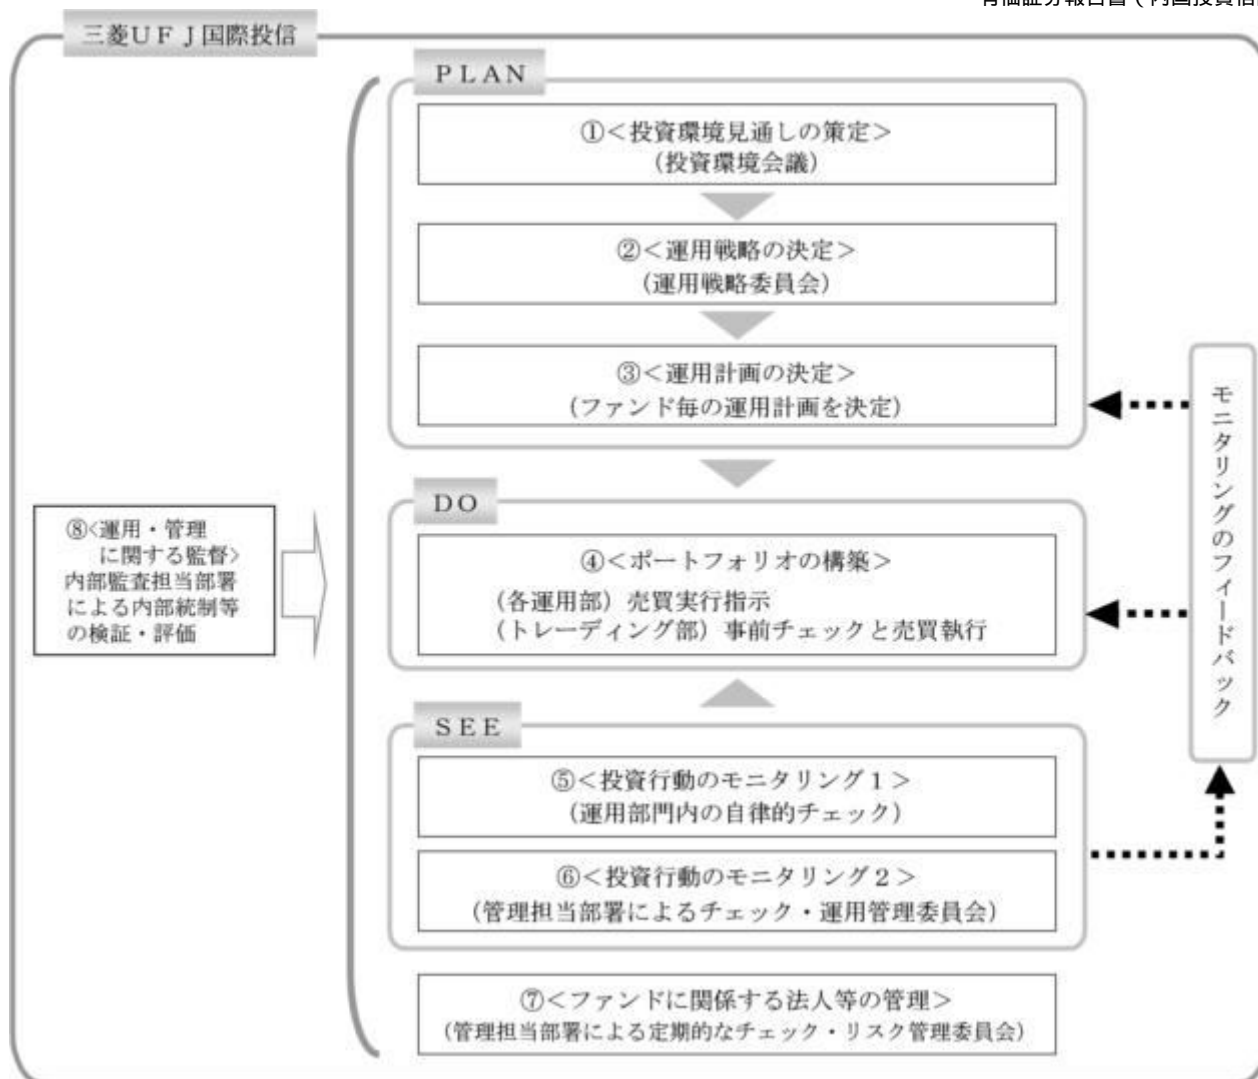 三菱UFJ国際投信
PLAN
①＜投資環境見通しの策定＞
（投資環境会議）
②＜運用戦略の決定＞
（運用戦略委員会）
③＜運用計画の決定＞
（ファンド毎の運用計画を決定）
DO
④＜ポートフォリオの構築＞
（各運用部）売買実行指示
（トレーディング部）事前チェックと売買執行
SEE
⑤＜投資行動のモニタリング１＞
（運用部門内の自律的チェック）
⑥＜投資行動のモニタリング２＞
（管理担当部署によるチェック・運用管理委員会）
⑦＜ファンドに関係する法人等の管理＞
（管理担当部署による定期的なチェック・リスク管理委員会）
⑧<運用・管理
に関する監督>
内部監査担当部署
による内部統制等
の検証・評価
モニタリングのフィードバック